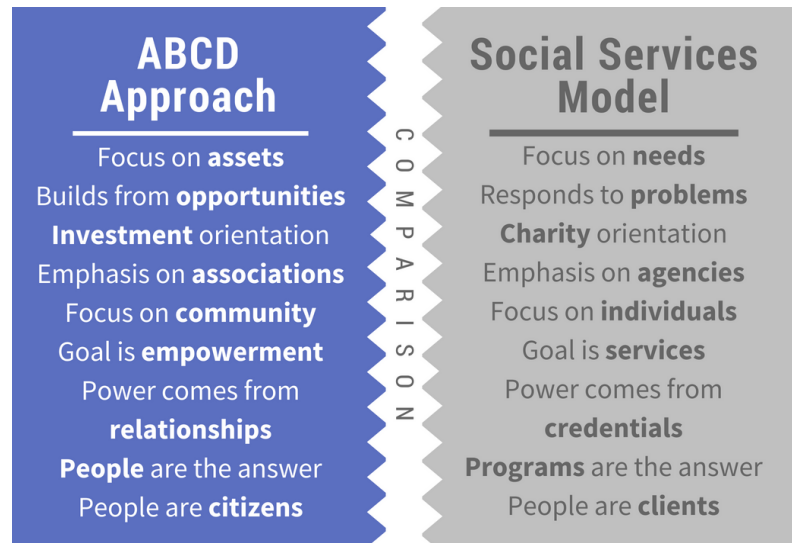 ABCD
Approach
Focus on assets
Builds from opportunities
Investment orientation
Emphasis on associations
Focus on community
Goal is empowerment
Power comes from
relationships
People are the answer
People are citizens
COMPARISON
Social Services
Model
Focus on needs
Responds to problems
Charity orientation
Emphasis on agencies
Focus on individuals
Goal is services
Power comes from
credentials
Programs are the answer
People are clients